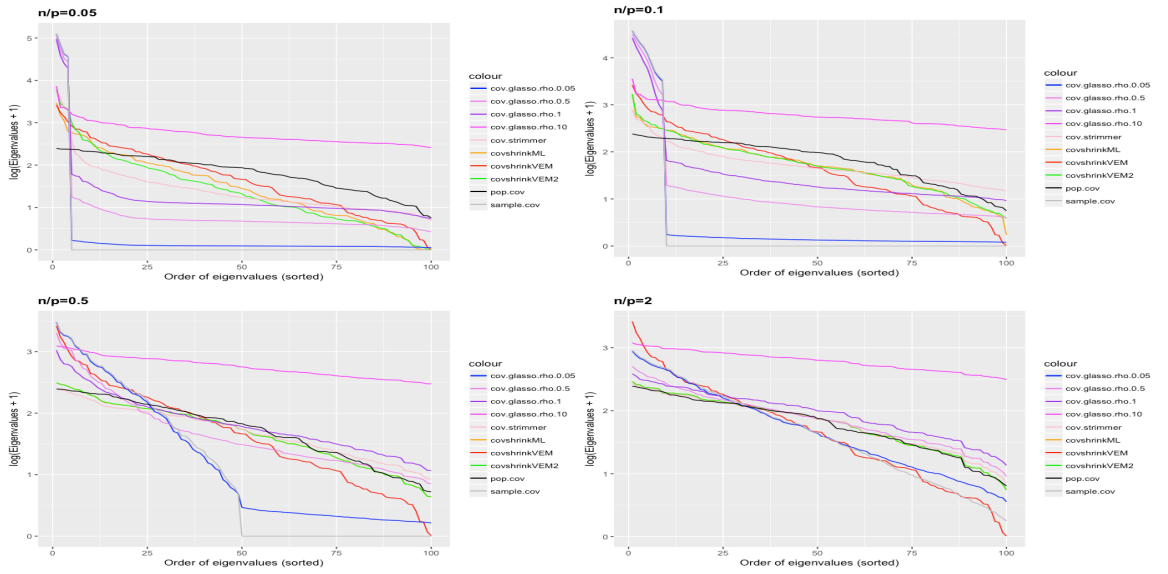 n/p=0.05
log(Eigenvalues + 1)
5
4
3
2
1
0
0 25 50 75 100
Order of eigenvalues (sorted)
colour
cov.glasso.rho.0.05
cov.glasso.rho.0.5
cov.glasso.rho.1
cov.glasso.rho.10
cov.strimmer
covshrinkML
covshrinkVEM
covshrinkVEM2
pop.cov
sample.cov
n/p=0.1
log(Eigenvalues + 1)
4
3
2
1
0
0 25 50 75 100
Order of eigenvalues (sorted)
colour
cov.glasso.rho.0.05
cov.glasso.rho.0.5
cov.glasso.rho.1
cov.glasso.rho.10
cov.strimmer
covshrinkML
covshrinkVEM
covshrinkVEM2
pop.cov
sample.cov
n/p=0.5
log(Eigenvalues + 1)
3
2
1
0
0 25 50 75 100
Order of eigenvalues (sorted)
colour
cov.glasso.rho.0.05
cov.glasso.rho.0.5
cov.glasso.rho.1
cov.glasso.rho.10
cov.strimmer
covshrinkML
covshrinkVEM
covshrinkVEM2
pop.cov
sample.cov
n/p=2
log(Eigenvalues + 1)
3
2
1
0
0 25 50 75 100
Order of eigenvalues (sorted)
colour
cov.glasso.rho.0.05
cov.glasso.rho.0.5
cov.glasso.rho.1
cov.glasso.rho.10
cov.strimmer
covshrinkML
covshrinkVEM
covshrinkVEM2
pop.cov
sample.cov